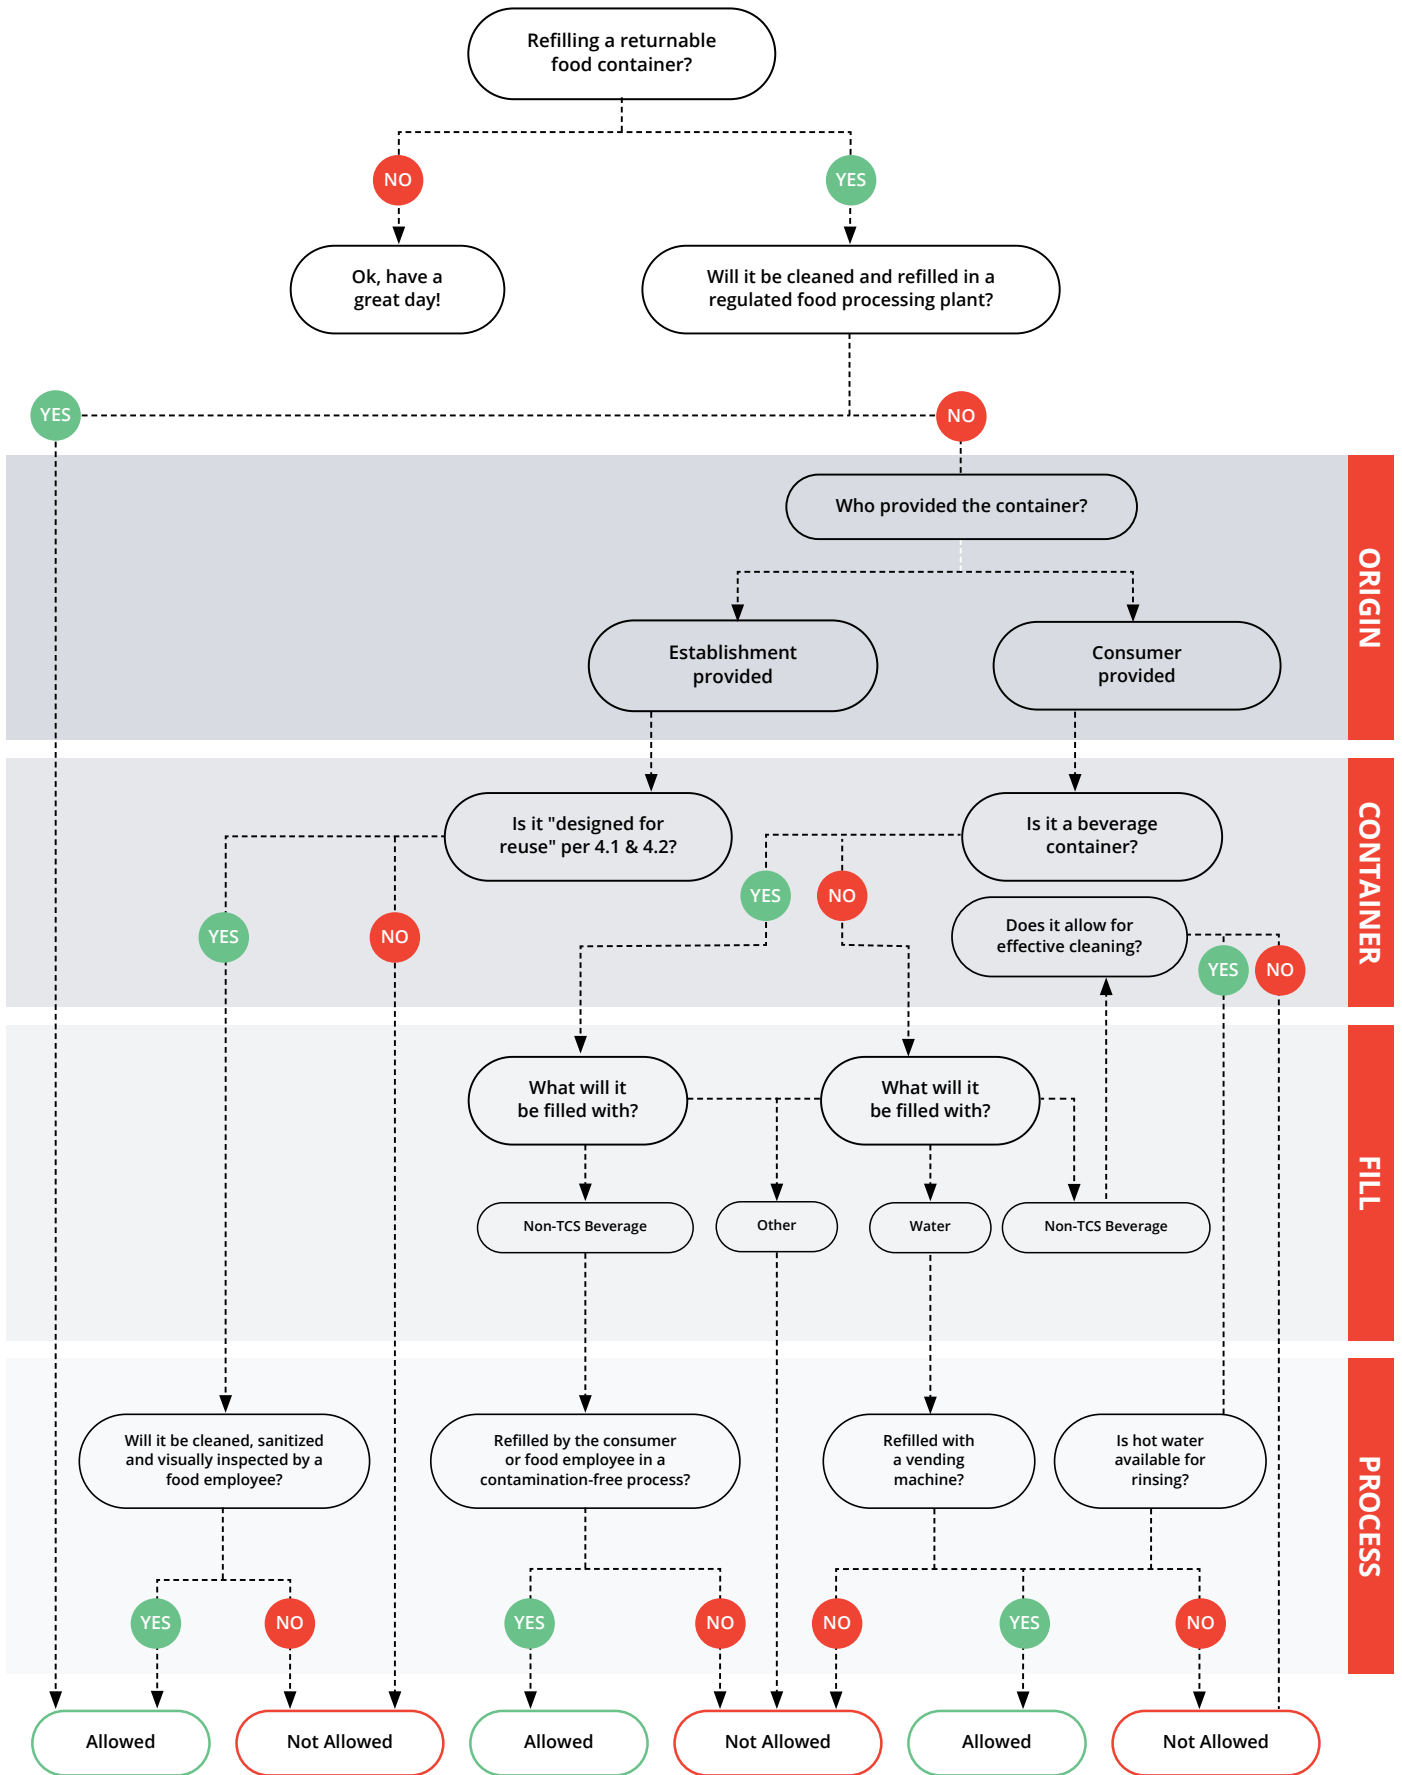 Refilling a returnable
food container?
NO
YES
Ok, have a
great day!
Will it be cleaned and refilled in a
regulated food processing plant?
YES
NO
ORIGIN
Who provided the container?
Establishment
provided
Consumer
provided
CONTAINER
Is it "designed for
reuse" per 4.1 & 4.2?
Is it a beverage
container?
YES
NO
Does it allow for
effective cleaning?
YES
NO
YES
NO
FILL
What will it
be filled with?
What will it
be filled with?
Non-TCS Beverage
Other
Water
Non-TCS Beverage
PROCESS
Will it be cleaned, sanitized
and visually inspected by a
food employee?
Refilled by the consumer
or food employee in a
contamination-free process?
Refilled with
a vending
machine?
Is hot water
available for
rinsing?
YES
NO
YES
NO
NO
YES
NO
Allowed
Not Allowed
Allowed
Not Allowed
Allowed
Not Allowed